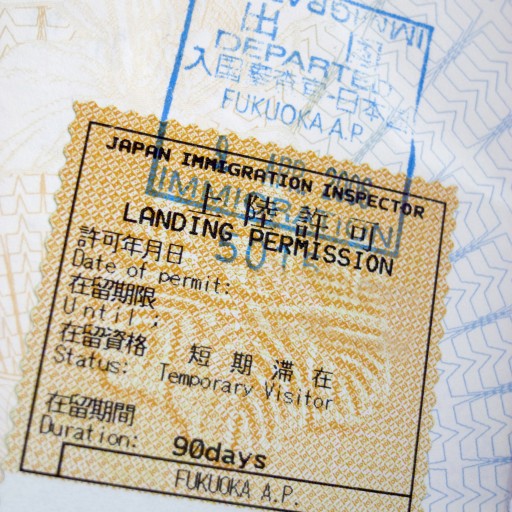 出国
DEPARTED
入国審査官-日本国
FUKUOKA A.P.
IMMIGRATION
JAPAN IMMIGRATION INSPECTOR
上陸許可
LANDING PERMISSION
許可年月日
Date of permit:
在留期限
Until:
在留資格 短期滞在
Status: Temporary Visitor
在留期間
Duration: 90days
FUKUOKA A.P.